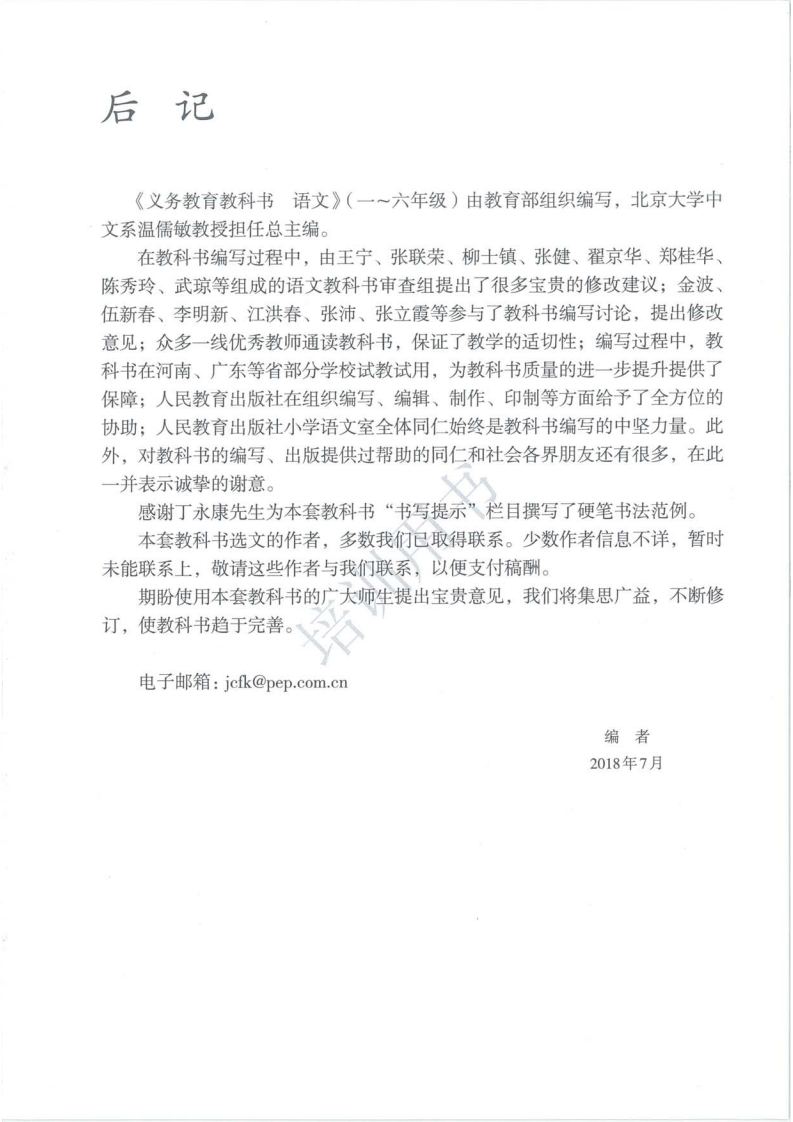 后 记
《义务教育教科书 语文》（一～六年级）由教育部组织编写，北京大学中
文系温儒敏教授担任总主编。
在教科书编写过程中，由王宁、张联荣、柳士镇、张健、翟京华、郑桂华、
陈秀玲、武琼等组成的语文教科书审查组提出了很多宝贵的修改建议；金波、
伍新春、李明新、江洪春、张沛、张立霞等参与了教科书编写讨论，提出修改
意见；众多一线优秀教师通读教科书，保证了教学的适切性；编写过程中，教
科书在河南、广东等省部分学校试教试用，为教科书质量的进一步提升提供了
保障；人民教育出版社在组织编写、编辑、制作、印制等方面给予了全方位的
协助；人民教育出版社小学语文室全体同仁始终是教科书编写的中坚力量。此
外，对教科书的编写、出版提供过帮助的同仁和社会各界朋友还有很多，在此
一并表示诚挚的谢意。
感谢丁永康先生为本套教科书“书写提示”栏目撰写了硬笔书法范例。
本套教科书选文的作者，多数我们已取得联系。少数作者信息不详，暂时
未能联系上，敬请这些作者与我们联系，以便支付稿酬。
期盼使用本套教科书的广大师生提出宝贵意见，我们将集思广益，不断修
订，使教科书趋于完善。
培训用书
电子邮箱：jcfk@pep.com.cn
编 者
2018年7月